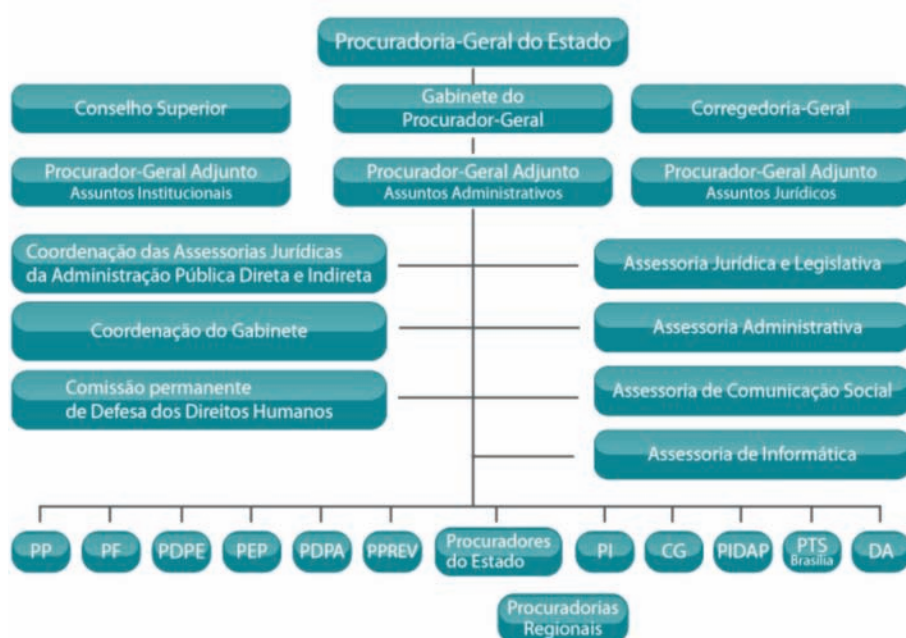 Procuradoria-Geral do Estado
Conselho Superior
Gabinete do
Procurador-Geral
Corregedoria-Geral
Procurador-Geral Adjunto
Assuntos Institucionais
Procurador-Geral Adjunto
Assuntos Administrativos
Procurador-Geral Adjunto
Assuntos Jurídicos
Coordenação das Assessorias Jurídicas
da Administração Pública Direta e Indireta
Assessoria Jurídica e Legislativa
Coordenação do Gabinete
Assessoria Administrativa
Comissão permanente
de Defesa dos Direitos Humanos
Assessoria de Comunicação Social
Assessoria de Informática
PP
PF
PDPE
PEP
PDPA
PPREV
Procuradores
do Estado
PI
CG
PIDAP
PTS
Brasília
DA
Procuradorias
Regionais